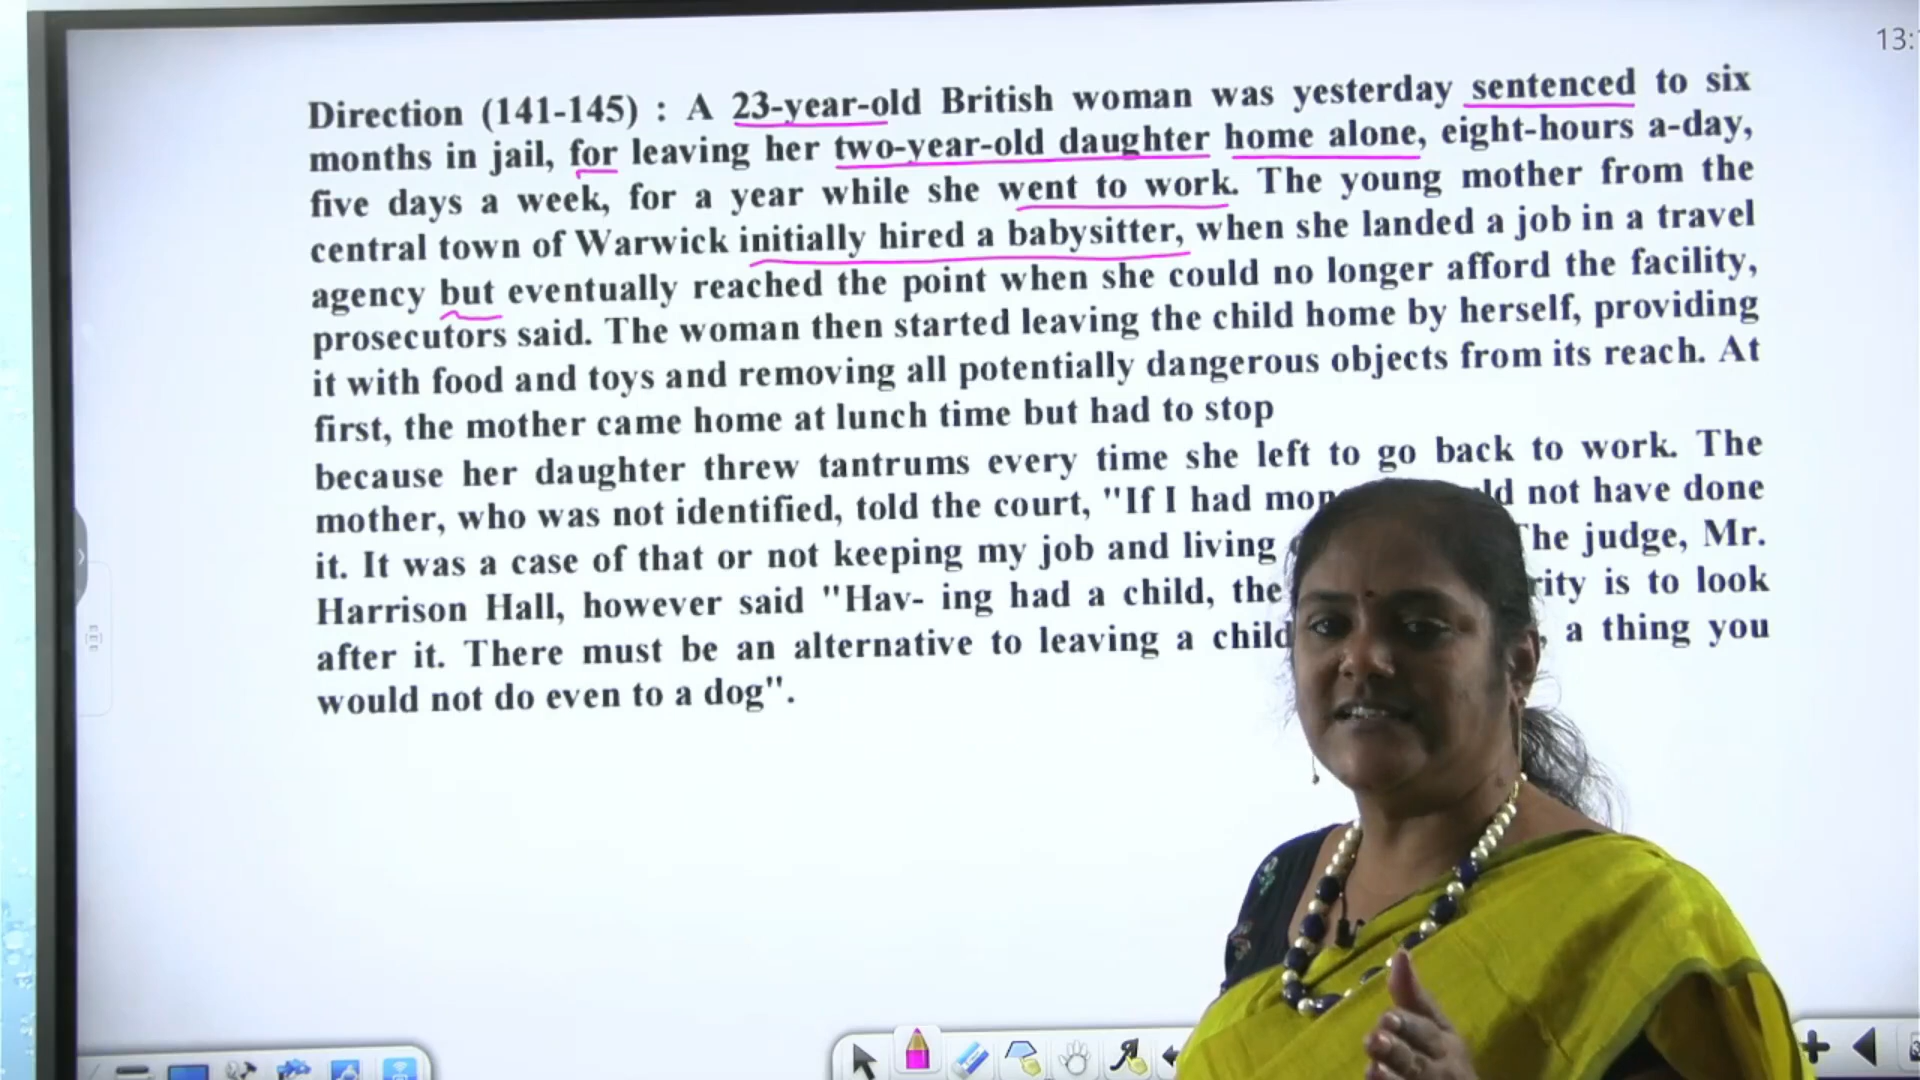 13:
Direction (141-145) : A 23-year-old British woman was yesterday sentenced to six
months in jail, for leaving her two-year-old daughter home alone, eight-hours a-day,
five days a week, for a year while she went to work. The young mother from the
central town of Warwick initially hired a babysitter, when she landed a job in a travel
agency but eventually reached the point when she could no longer afford the facility,
prosecutors said. The woman then started leaving the child home by herself, providing
it with food and toys and removing all potentially dangerous objects from its reach. At
first, the mother came home at lunch time but had to stop
because her daughter threw tantrums every time she left to go back to work. The
mother, who was not identified, told the court, "If I had not have done
it. It was a case of that or not keeping my job and living The judge, Mr.
Harrison Hall, however said "Hav- ing had a child, the is to look
after it. There must be an alternative to leaving a child a thing you
would not do even to a dog".